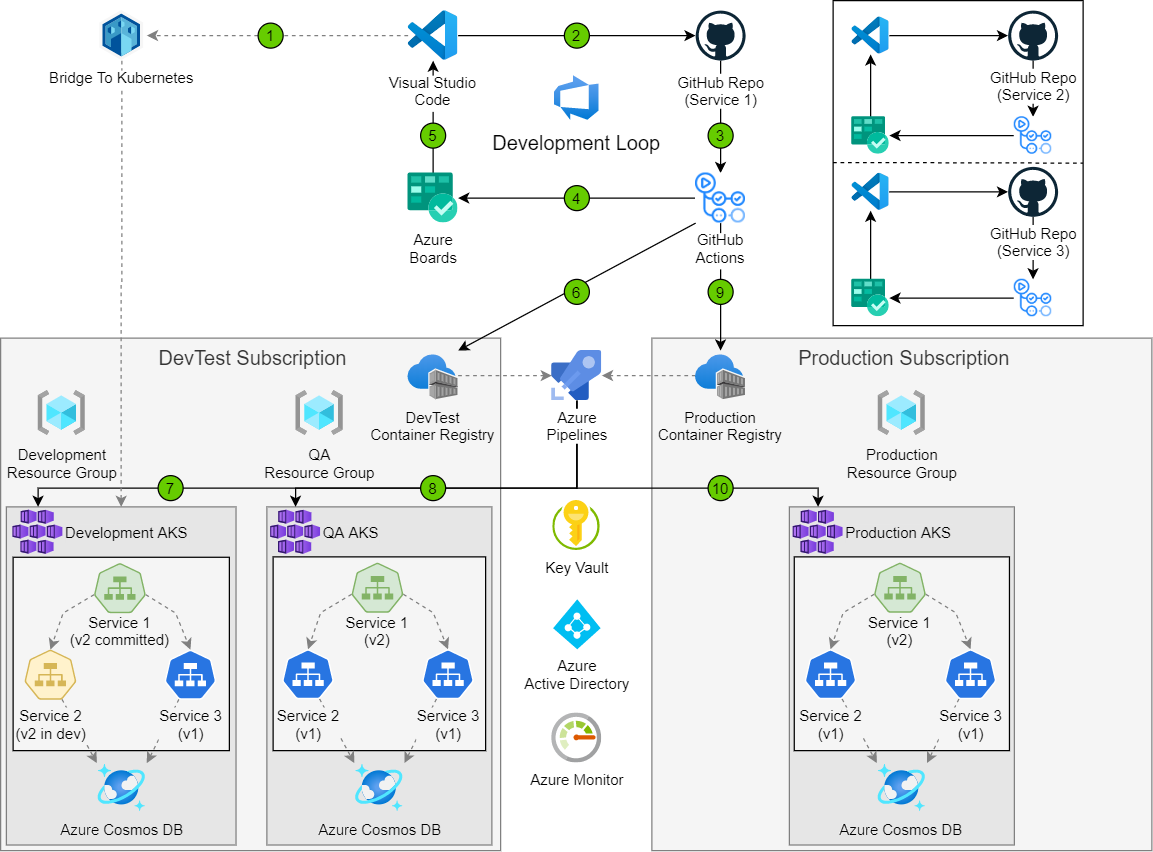 1
2
Bridge To Kubernetes
Visual Studio
Code
GitHub Repo
(Service 1)
GitHub Repo
(Service 2)
5
Development Loop
3
4
Azure
Boards
GitHub
Actions
GitHub Repo
(Service 3)
6
9
DevTest Subscription
Production Subscription
DevTest
Container Registry
Azure
Pipelines
Production
Container Registry
Development
Resource Group
QA
Resource Group
Production
Resource Group
7
8
10
Development AKS
QA AKS
Production AKS
Key Vault
Service 1
(v2 committed)
Service 1
(v2)
Service 1
(v2)
Azure
Active Directory
Service 2
(v2 in dev)
Service 3
(v1)
Service 2
(v1)
Service 3
(v1)
Service 2
(v1)
Service 3
(v1)
Azure Monitor
Azure Cosmos DB
Azure Cosmos DB
Azure Cosmos DB